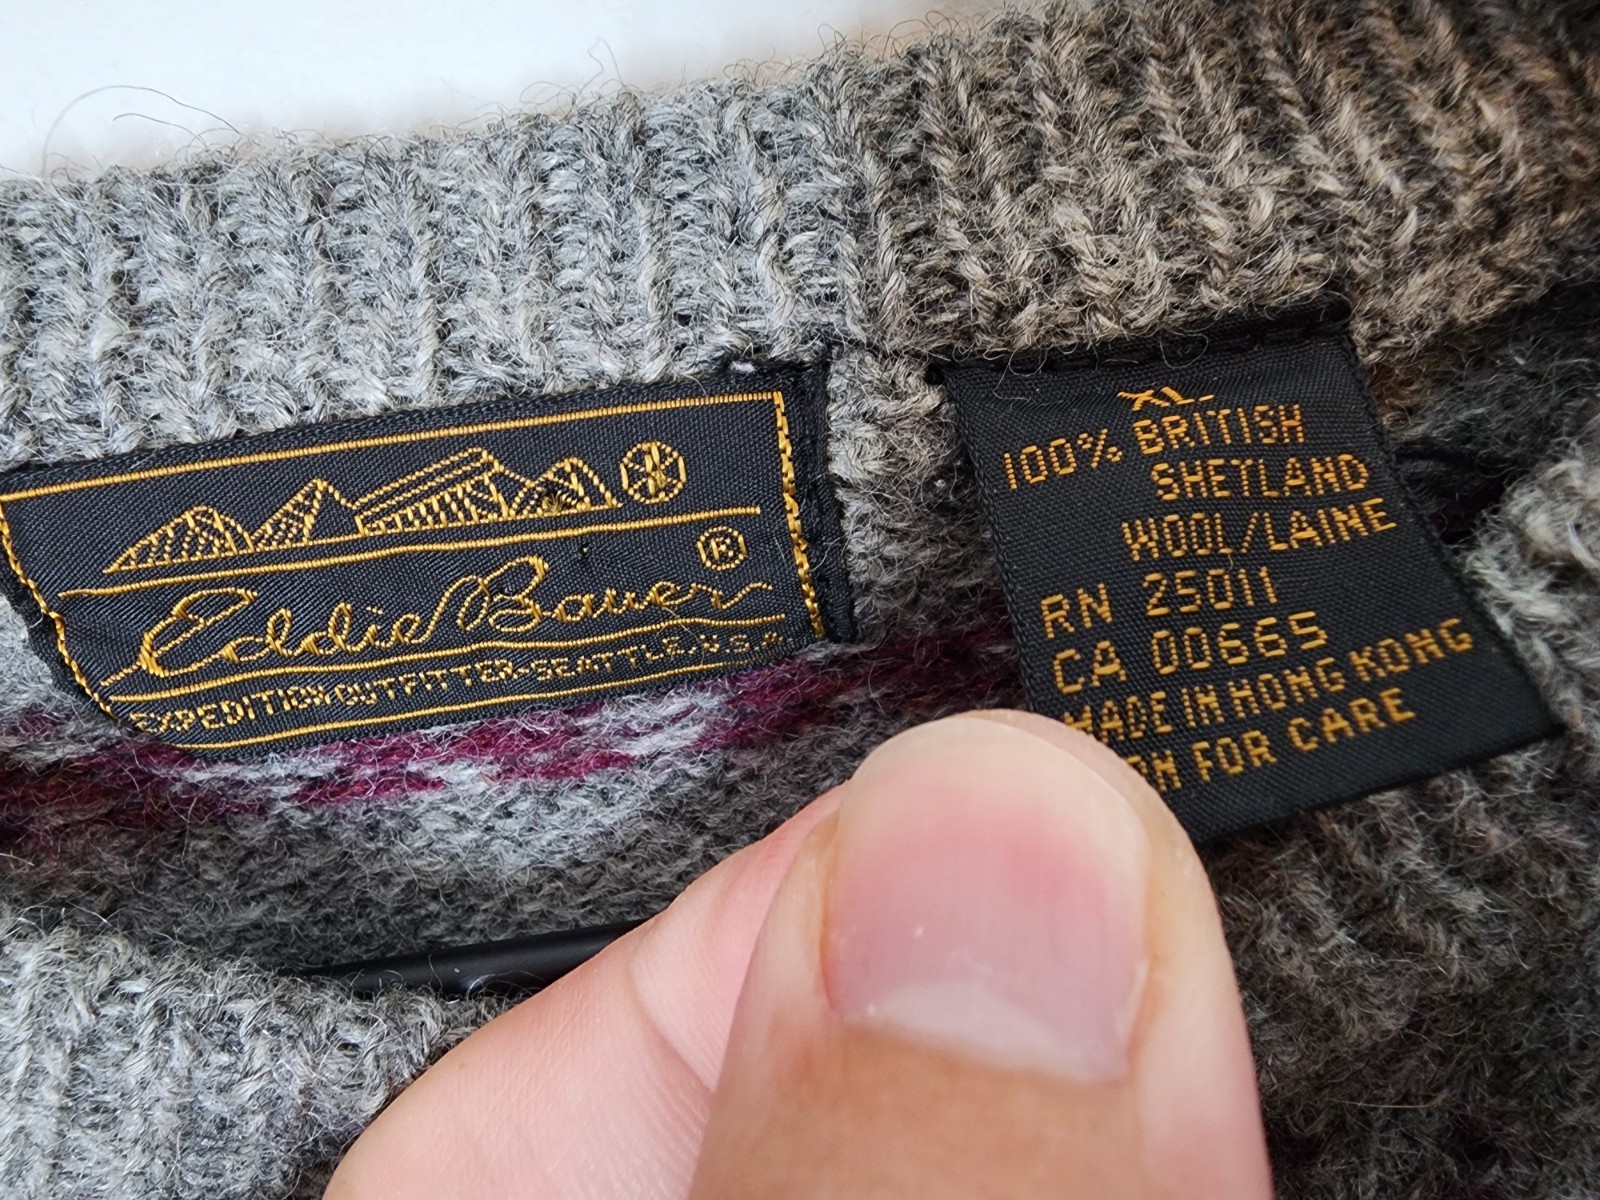 Eddie Bauer ®
EXPEDITION OUTFITTER-SEATTLE, U.S.A.
XL
100% BRITISH
SHETLAND
WOOL/LAINE
RN 25011
CA 00665
MADE IN HONG KONG
FOR CARE